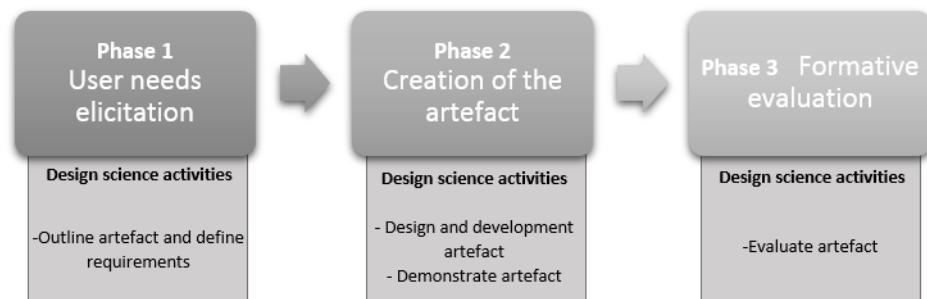 Phase 1
User needs
elicitation
Design science activities
-Outline artefact and define
requirements
Phase 2
Creation of the
artefact
Design science activities
- Design and development
artefact
- Demonstrate artefact
Phase 3 Formative
evaluation
Design science activities
-Evaluate artefact